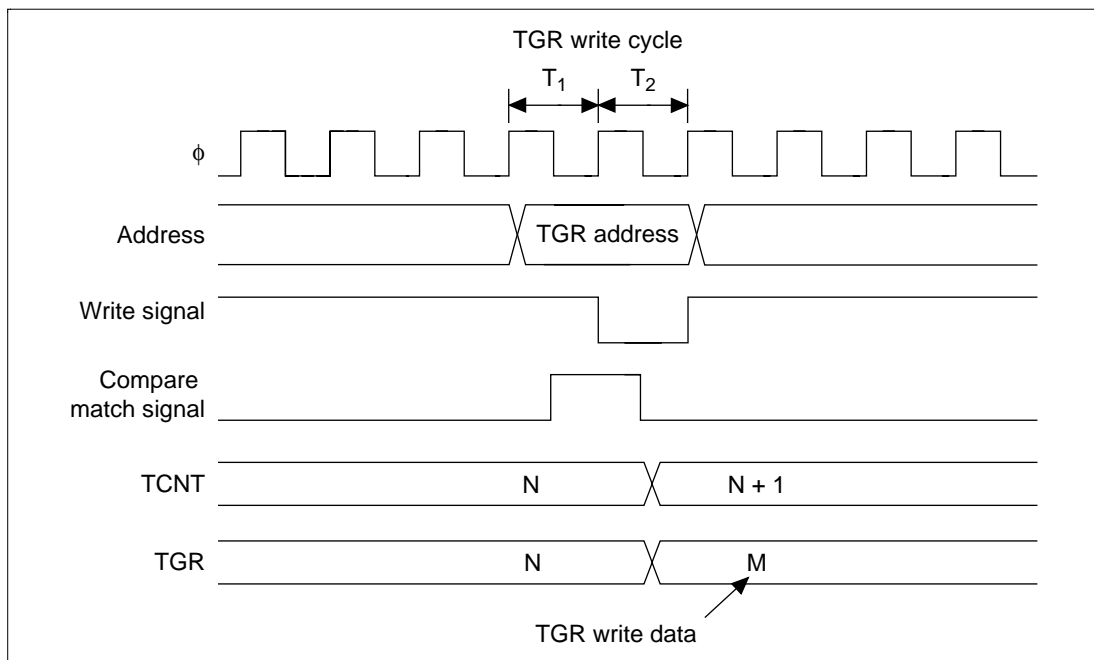 TGR write cycle
T1 T2
ϕ
Address TGR address
Write signal
Compare
match signal
TCNT N N + 1
TGR N M
TGR write data